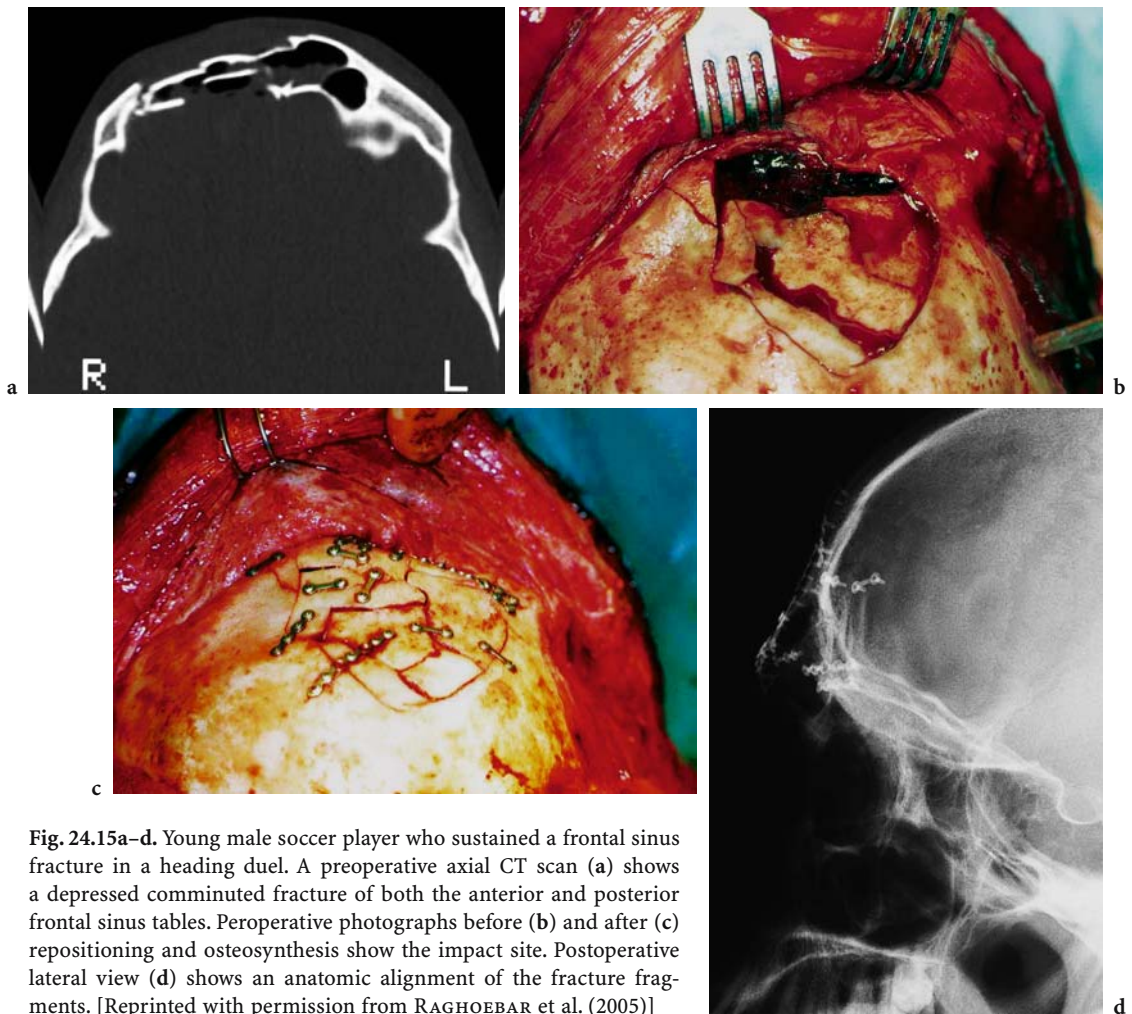 R
L
a
b
c
d
Fig. 24.15a–d. Young male soccer player who sustained a frontal sinus
fracture in a heading duel. A preoperative axial CT scan (a) shows
a depressed comminuted fracture of both the anterior and posterior
frontal sinus tables. Peroperative photographs before (b) and after (c)
repositioning and osteosynthesis show the impact site. Postoperative
lateral view (d) shows an anatomic alignment of the fracture frag-
ments. [Reprinted with permission from RAGHOEBAR et al. (2005)]